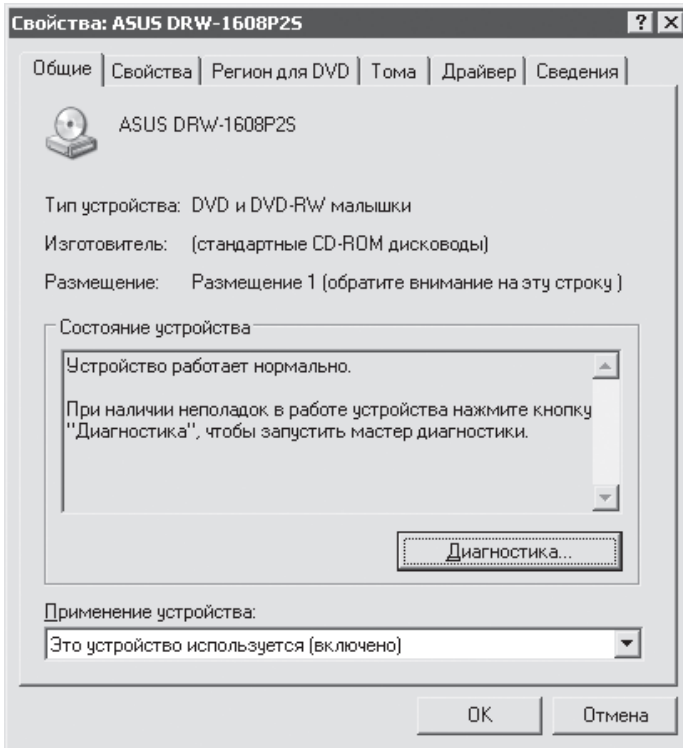 Свойства: ASUS DRW-1608P2S
Общие Свойства Регион для DVD Тома Драйвер Сведения
ASUS DRW-1608P2S
Тип устройства: DVD и DVD-RW малышки
Изготовитель: (стандартные CD-ROM дисководы)
Размещение: Размещение 1 (обратите внимание на эту строку )
Состояние устройства
Устройство работает нормально.
При наличии неполадок в работе устройства нажмите кнопку
"Диагностика", чтобы запустить мастер диагностики.
Диагностика...
Применение устройства:
Это устройство используется (включено)
OK Отмена